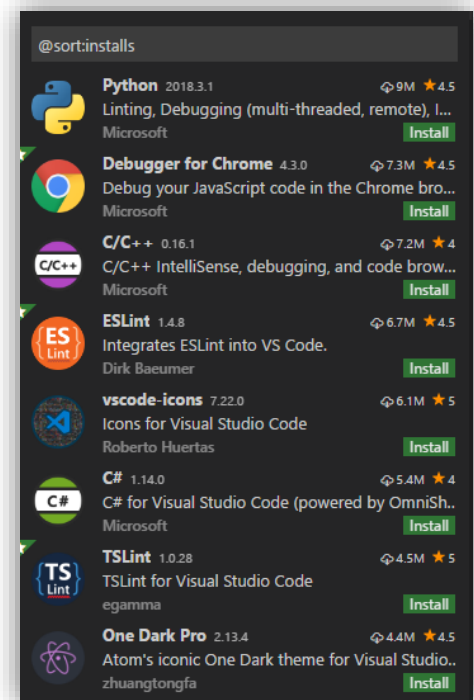 @sort:installs
Python 2018.3.1 9M ★4.5
Linting, Debugging (multi-threaded, remote), I...
Microsoft Install
Debugger for Chrome 4.3.0 7.3M ★4.5
Debug your JavaScript code in the Chrome bro...
Microsoft Install
C/C++ C/C++ 0.16.1 7.2M ★4
C/C++ IntelliSense, debugging, and code brow...
Microsoft Install
ESLint 1.4.8 6.7M ★4.5
{ES Lint} Integrates ESLint into VS Code.
Dirk Baeumer Install
vscode-icons 7.22.0 6.1M ★5
Icons for Visual Studio Code
Roberto Huertas Install
C# 1.14.0 5.4M ★4
C# C# for Visual Studio Code (powered by OmniSh..
Microsoft Install
TSLint 1.0.28 4.5M ★5
{TS Lint} TSLint for Visual Studio Code
egamma Install
One Dark Pro 2.13.4 4.4M ★4.5
Atom's iconic One Dark theme for Visual Studio..
zhuangtongfa Install